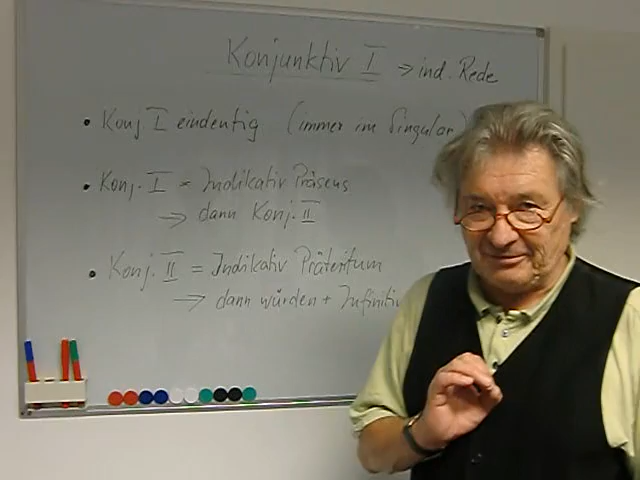 Konjunktiv I → ind. Rede
• Konj I eindeutig (immer im Singular)
• Konj. I = Indikativ Präsens
→ dann Konj. II
• Konj. II = Indikativ Präteritum
→ dann würden + Infinitiv